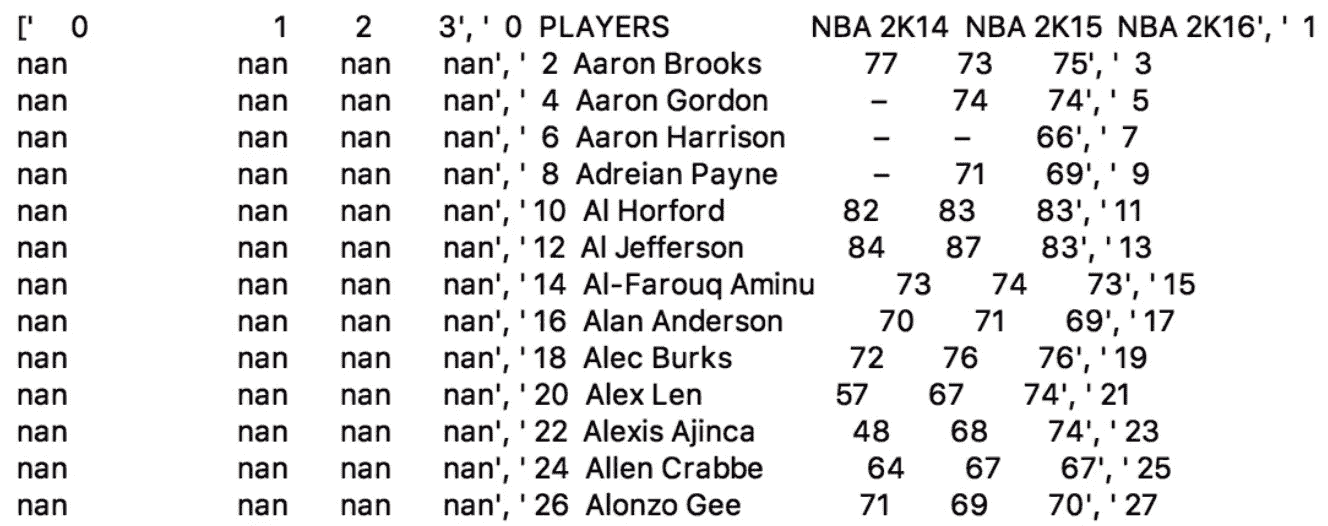 ['    0    1    2    3', ' 0  PLAYERS    NBA 2K14  NBA 2K15  NBA 2K16', ' 1
nan    nan    nan    nan', ' 2  Aaron Brooks    77    73    75', ' 3
nan    nan    nan    nan', ' 4  Aaron Gordon    –    74    74', ' 5
nan    nan    nan    nan', ' 6  Aaron Harrison    –    –    66', ' 7
nan    nan    nan    nan', ' 8  Adreian Payne    –    71    69', ' 9
nan    nan    nan    nan', ' 10  Al Horford    82    83    83', ' 11
nan    nan    nan    nan', ' 12  Al Jefferson    84    87    83', ' 13
nan    nan    nan    nan', ' 14  Al-Farouq Aminu    73    74    73', ' 15
nan    nan    nan    nan', ' 16  Alan Anderson    70    71    69', ' 17
nan    nan    nan    nan', ' 18  Alec Burks    72    76    76', ' 19
nan    nan    nan    nan', ' 20  Alex Len    57    67    74', ' 21
nan    nan    nan    nan', ' 22  Alexis Ajinca    48    68    74', ' 23
nan    nan    nan    nan', ' 24  Allen Crabbe    64    67    67', ' 25
nan    nan    nan    nan', ' 26  Alonzo Gee    71    69    70', ' 27